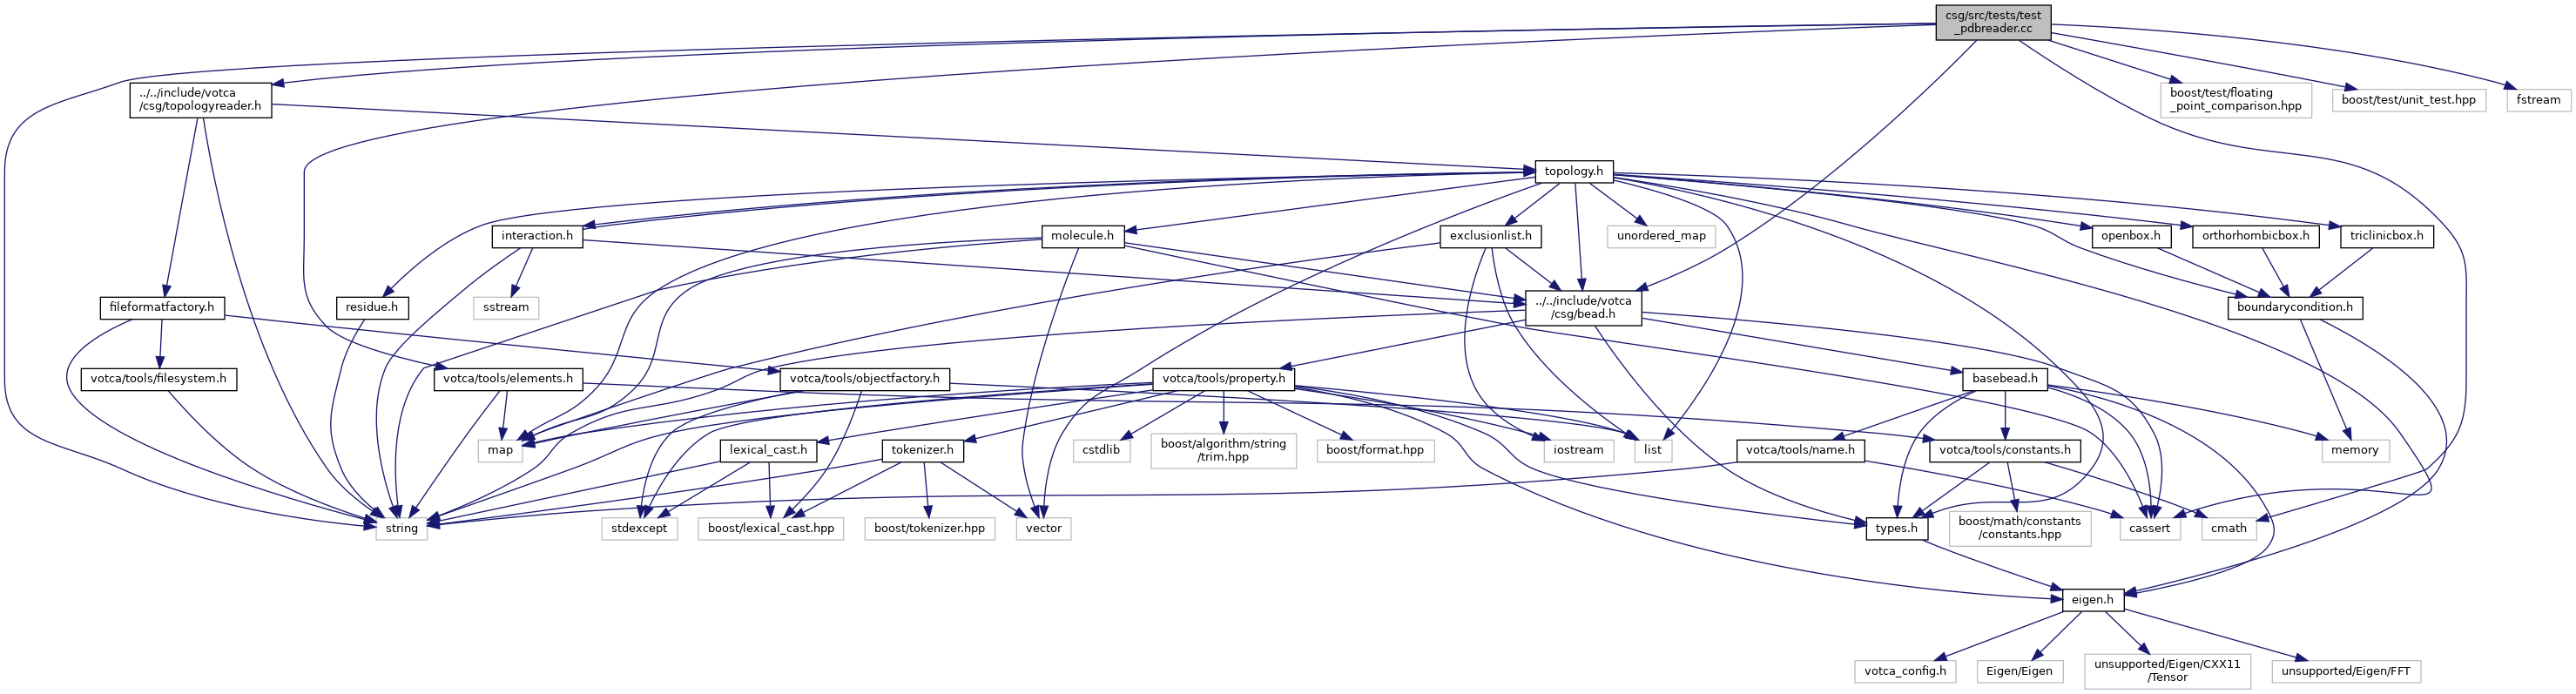 csg/src/tests/test
_pdbreader.cc
../../include/votca
/csg/topologyreader.h
boost/test/floating
_point_comparison.hpp
boost/test/unit_test.hpp
fstream
topology.h
interaction.h
molecule.h
exclusionlist.h
unordered_map
openbox.h
orthorhombicbox.h
triclinicbox.h
fileformatfactory.h
residue.h
sstream
../../include/votca
/csg/bead.h
boundarycondition.h
votca/tools/filesystem.h
votca/tools/elements.h
votca/tools/objectfactory.h
votca/tools/property.h
basebead.h
map
lexical_cast.h
tokenizer.h
cstdlib
boost/algorithm/string
/trim.hpp
boost/format.hpp
iostream
list
votca/tools/name.h
votca/tools/constants.h
memory
string
stdexcept
boost/lexical_cast.hpp
boost/tokenizer.hpp
vector
types.h
boost/math/constants
/constants.hpp
cassert
cmath
eigen.h
votca_config.h
Eigen/Eigen
unsupported/Eigen/CXX11
/Tensor
unsupported/Eigen/FFT